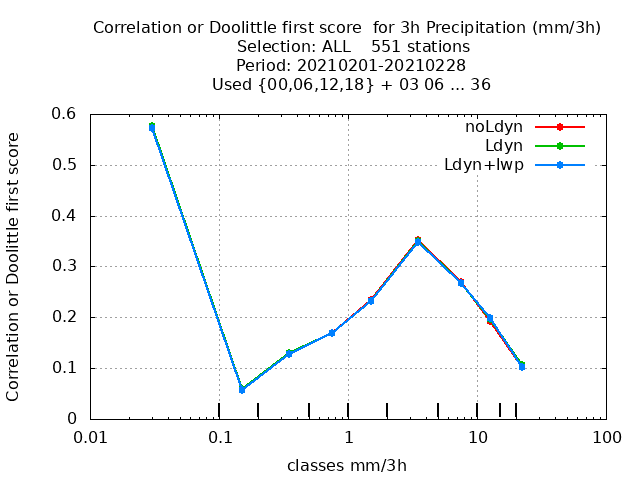 Correlation or Doolittle first score  for 3h Precipitation (mm/3h)
Selection: ALL    551 stations
Period: 20210201-20210228
Used {00,06,12,18} + 03 06 ... 36
Correlation or Doolittle first score
0.6
0.5
0.4
0.3
0.2
0.1
0
noLdyn
Ldyn
Ldyn+lwp
0.01 0.1 1 10 100
classes mm/3h